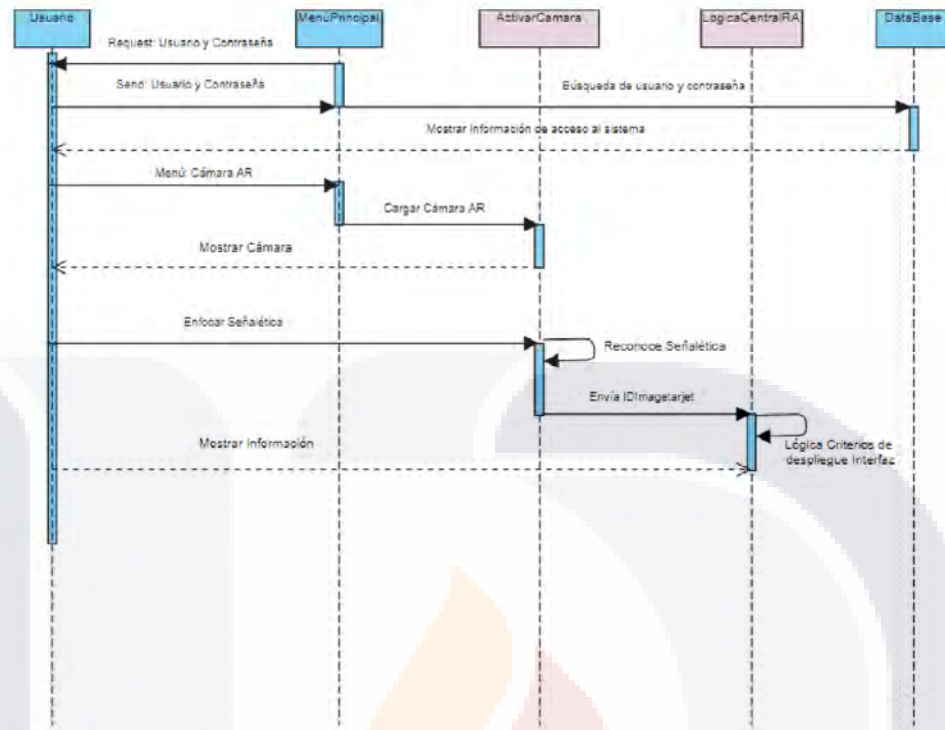 Usuario
MenuPrincipal
ActivarCamara
LogicaCentralRA
DataBase
Request: Usuario y Contraseña
Send: Usuario y Contraseña
Búsqueda de usuario y contraseña
Mostrar Información de acceso al sistema
Menú: Cámara AR
Cargar Cámara AR
Mostrar Cámara
Enfocar Señalética
Reconoce Señalética
Envía IDImagetarjet
Mostrar Información
Lógica Criterios de
despliegue Interfaz